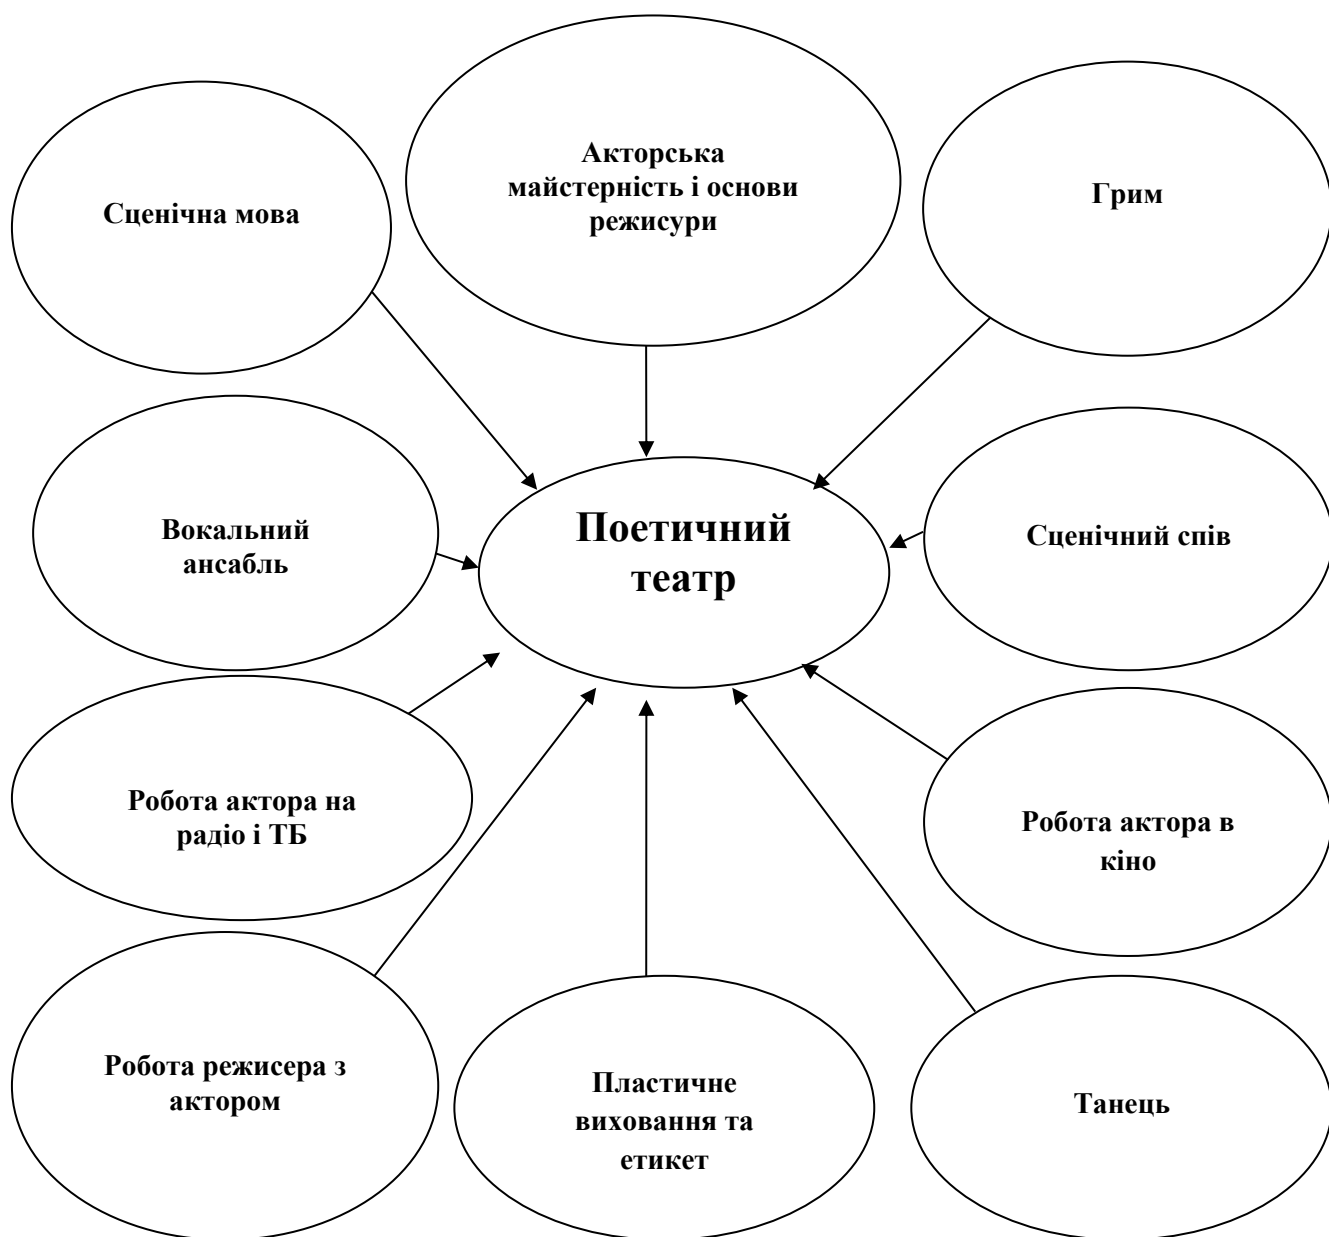 Сценічна мова
Акторська
майстерність і основи
режисури
Грим
Вокальний
ансабль
Поетичний
театр
Сценічний спів
Робота актора на
радіо і ТБ
Робота актора в
кіно
Робота режисера з
актором
Пластичне
виховання та
етикет
Танець